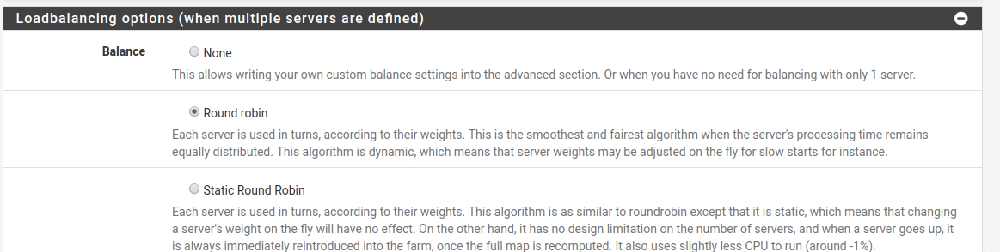 Loadbalancing options (when multiple servers are defined)
Balance
None
This allows writing your own custom balance settings into the advanced section. Or when you have no need for balancing with only 1 server.
Round robin
Each server is used in turns, according to their weights. This is the smoothest and fairest algorithm when the server's processing time remains
equally distributed. This algorithm is dynamic, which means that server weights may be adjusted on the fly for slow starts for instance.
Static Round Robin
Each server is used in turns, according to their weights. This algorithm is as similar to roundrobin except that it is static, which means that changing
a server's weight on the fly will have no effect. On the other hand, it has no design limitation on the number of servers, and when a server goes up, it
is always immediately reintroduced into the farm, once the full map is recomputed. It also uses slightly less CPU to run (around -1%).